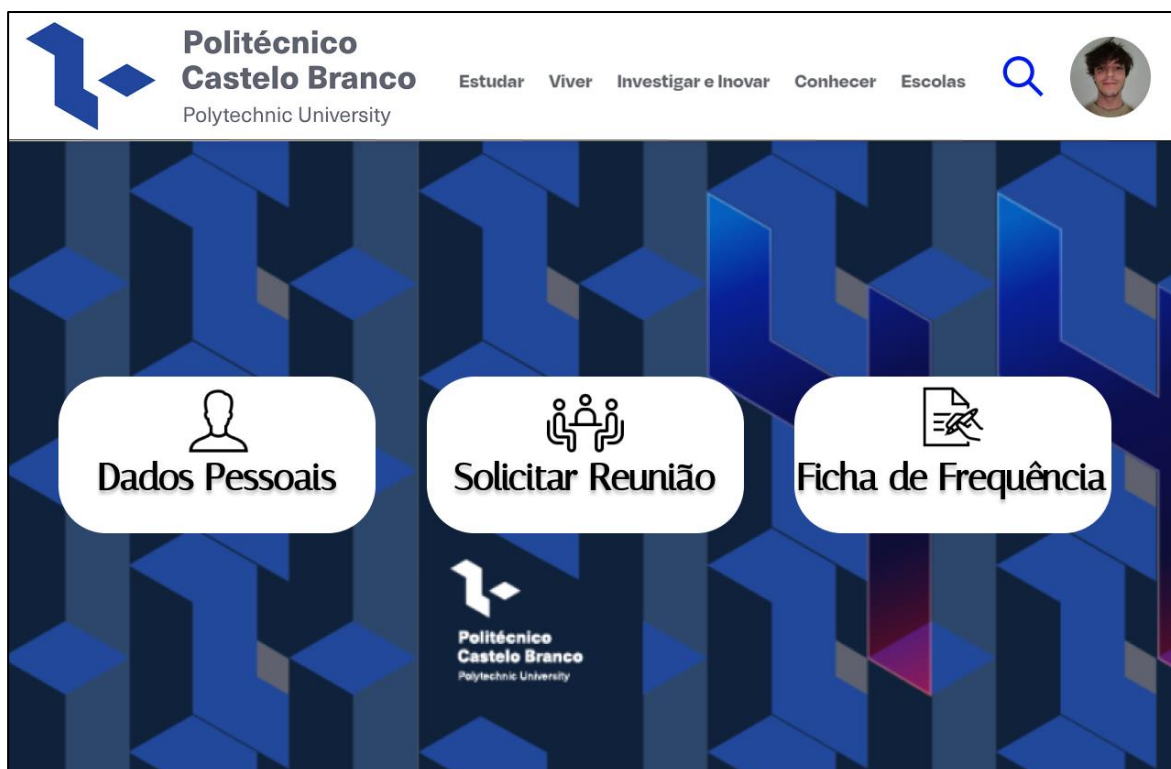 Politécnico
Castelo Branco
Polytechnic University
Estudar Viver Investigar e Inovar Conhecer Escolas
Dados Pessoais
Solicitar Reunião
Ficha de Frequência
Politécnico
Castelo Branco
Polytechnic University